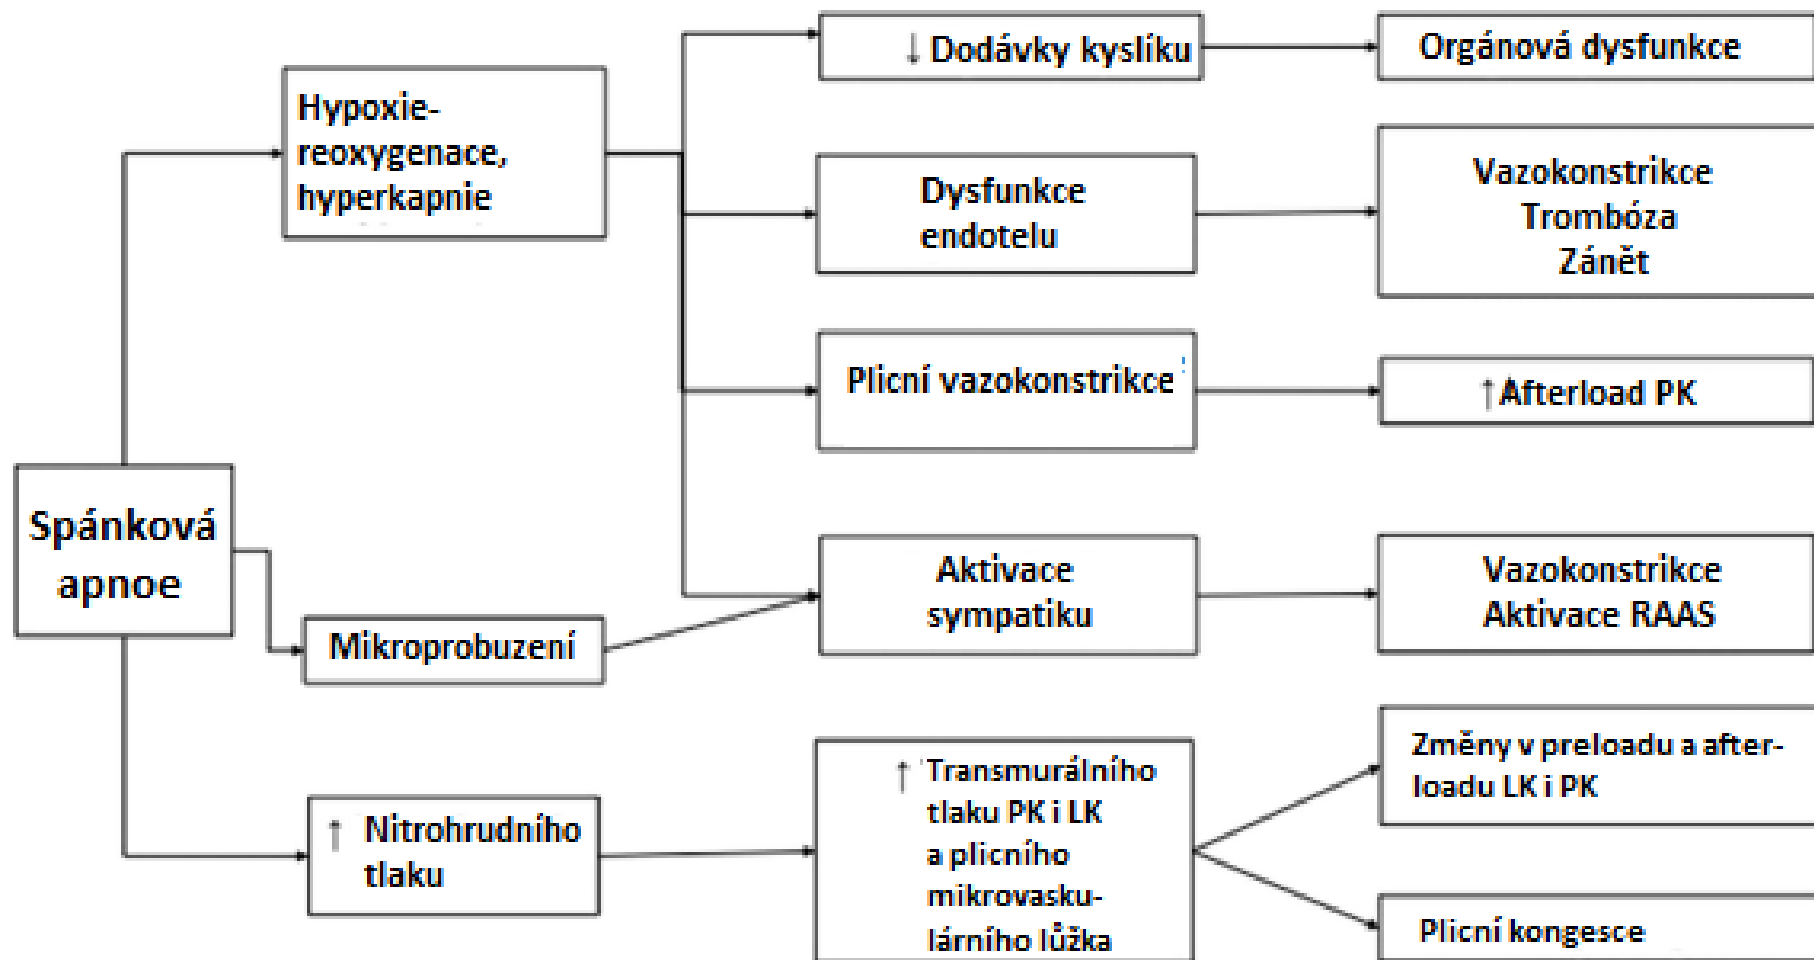 Spánková
apnoe
Hypoxie-
reoxygenace,
hyperkapnie
Mikroprobuzení
↑ Nitrohrudního
tlaku
↓ Dodávky kyslíku
Dysfunkce
endotelu
Plicní vazokonstrikce
Aktivace
sympatiku
↑ Transmurálního
tlaku PK i LK
a plicního
mikrovasku-
lárního lůžka
Orgánová dysfunkce
Vazokonstrikce
Trombóza
Zánět
↑Afterload PK
Vazokonstrikce
Aktivace RAAS
Změny v preloadu a after-
loadu LK i PK
Plicní kongesce